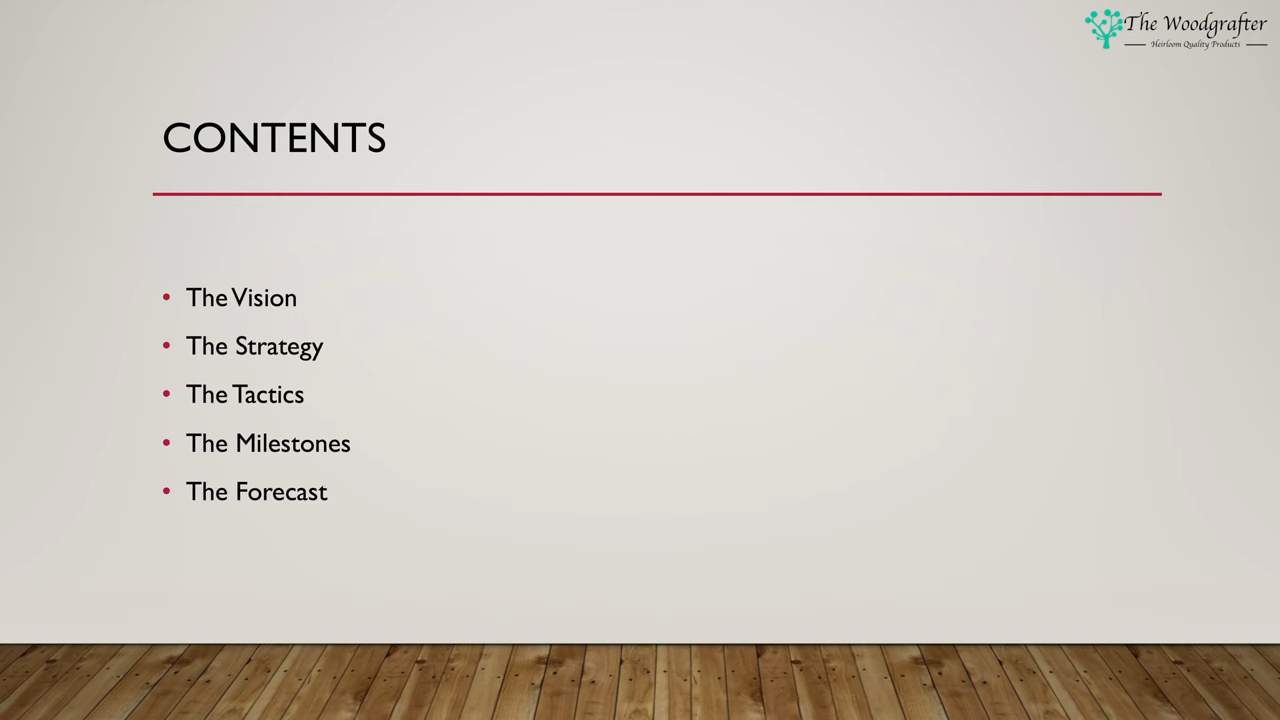 The Woodgrafter
Heirloom Quality Products
CONTENTS
• The Vision
• The Strategy
• The Tactics
• The Milestones
• The Forecast